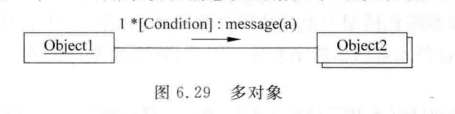 1 *[Condition] : message(a)
Object1
Object2
图 6.29 多对象